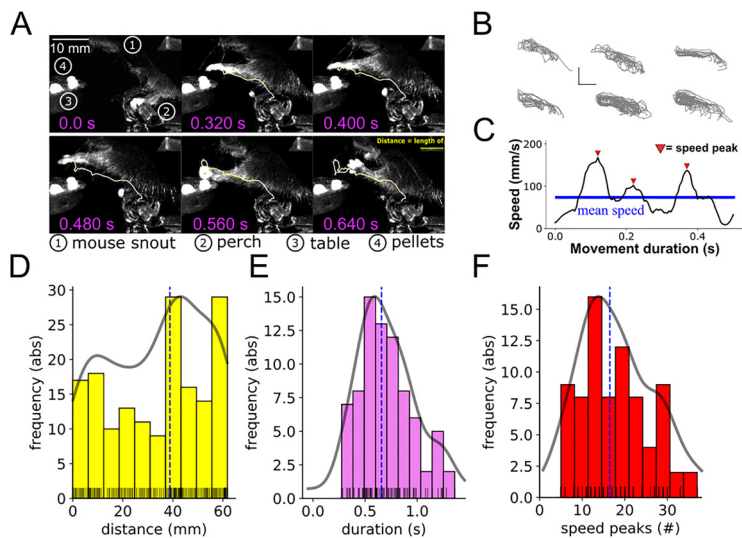 A
10 mm
1
4
3
2
0.0 s
0.320 s
0.400 s
Distance = length of
0.480 s
0.560 s
0.640 s
1 mouse snout 2 perch 3 table 4 pellets
B
C
Speed (mm/s)
200
100
0
= speed peak
mean speed
0.0 0.2 0.4
Movement duration (s)
D
frequency (abs)
30
25
20
15
10
5
0
0 20 40 60
distance (mm)
E
frequency (abs)
15.0
12.5
10.0
7.5
5.0
2.5
0.0
0.0 0.5 1.0
duration (s)
F
frequency (abs)
15.0
12.5
10.0
7.5
5.0
2.5
0.0
0 10 20 30
speed peaks (#)